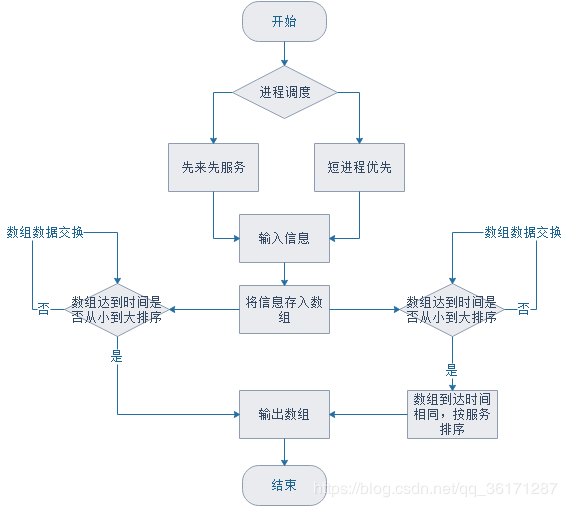 开始
进程调度
先来先服务
短进程优先
输入信息
数组数据交换
数组数据交换
数组达到时间是
否从小到大排序
否
将信息存入数
组
数组达到时间是
否从小到大排序
否
是
是
输出数组
数组到达时间
相同，按服务
排序
结束
https://blog.csdn.net/qq_36171287